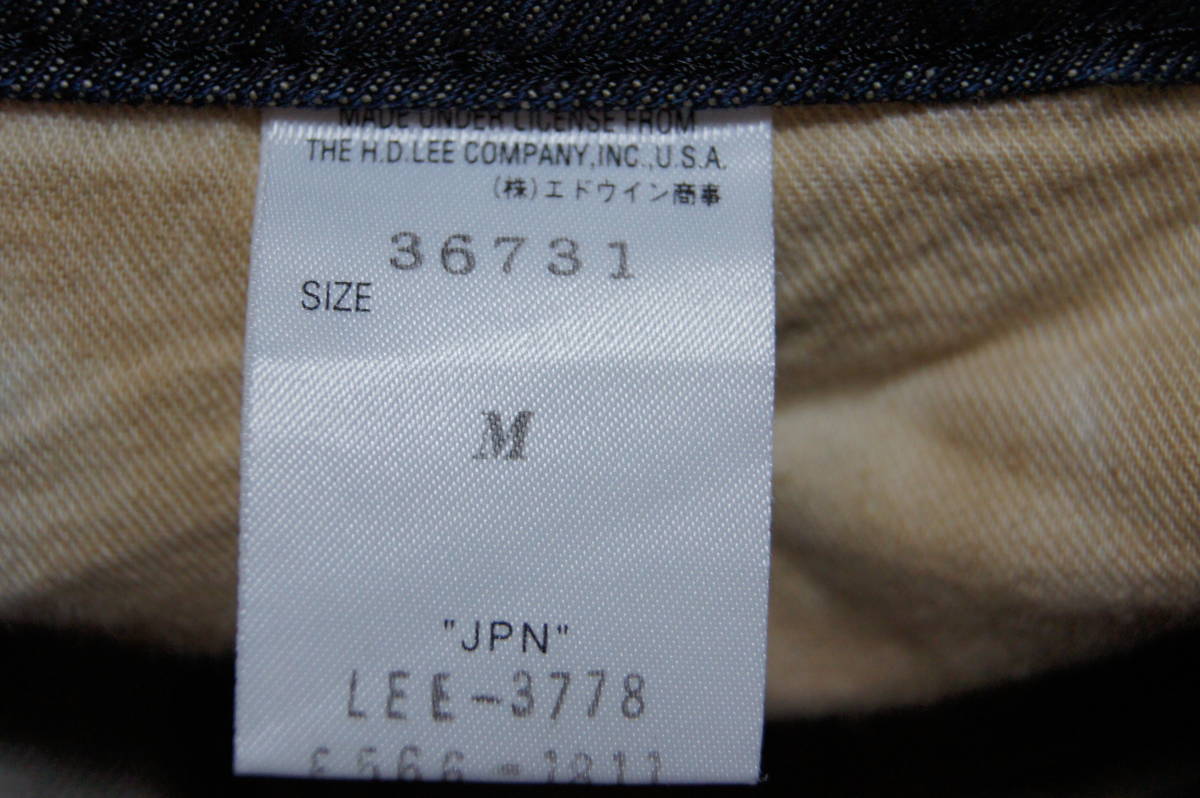 MADE UNDER LICENSE FROM
THE H.D.LEE COMPANY,INC.,U.S.A.
(株)エドウイン商事
36731
SIZE
M
"JPN"
LEE-3778